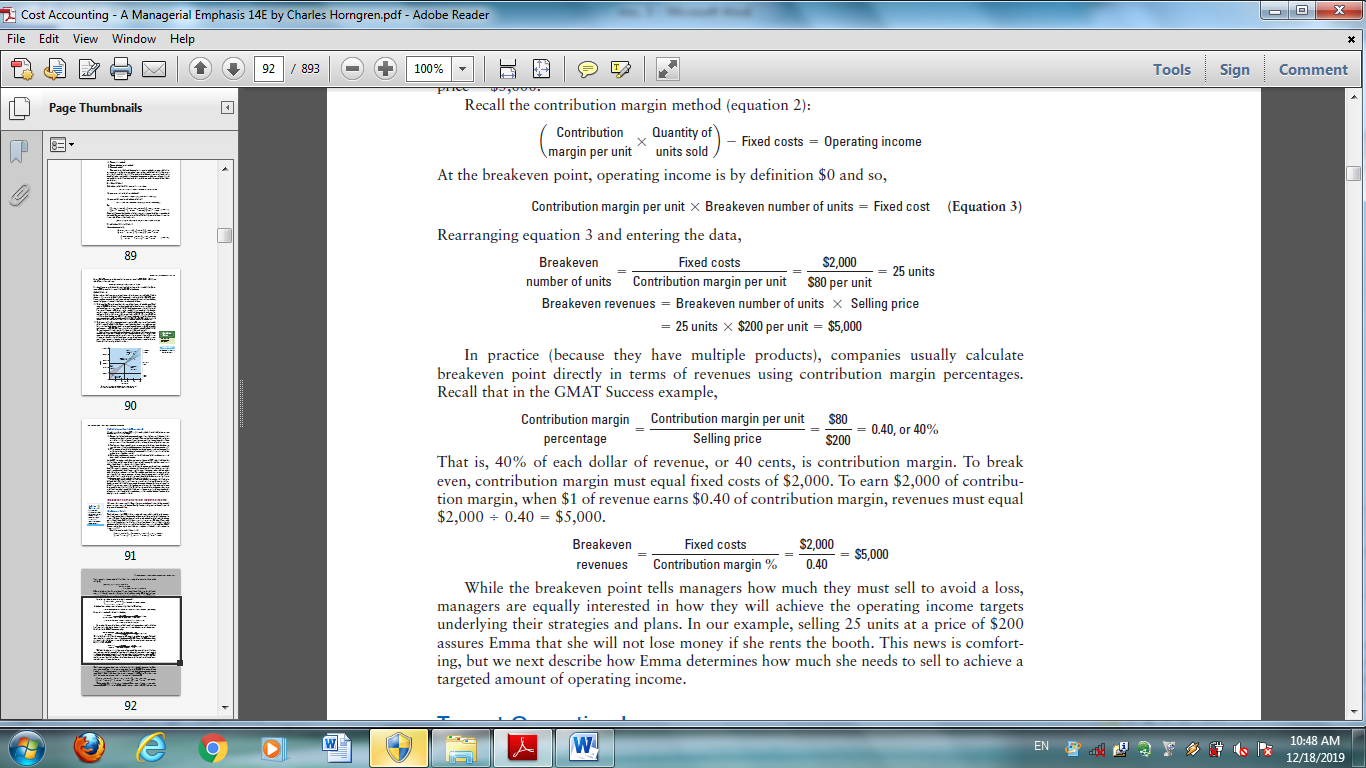 Cost Accounting - A Managerial Emphasis 14E by Charles Horngren.pdf - Adobe Reader
File Edit View Window Help
92 / 893 100% Tools Sign Comment
Page Thumbnails
89
90
91
92
Recall the contribution margin method (equation 2):
( Contribution margin per unit × Quantity of units sold ) − Fixed costs = Operating income
At the breakeven point, operating income is by definition $0 and so,
Contribution margin per unit × Breakeven number of units = Fixed cost (Equation 3)
Rearranging equation 3 and entering the data,
Breakeven number of units = Fixed costs / Contribution margin per unit = $2,000 / $80 per unit = 25 units
Breakeven revenues = Breakeven number of units × Selling price
= 25 units × $200 per unit = $5,000
In practice (because they have multiple products), companies usually calculate
breakeven point directly in terms of revenues using contribution margin percentages.
Recall that in the GMAT Success example,
Contribution margin percentage = Contribution margin per unit / Selling price = $80 / $200 = 0.40, or 40%
That is, 40% of each dollar of revenue, or 40 cents, is contribution margin. To break
even, contribution margin must equal fixed costs of $2,000. To earn $2,000 of contribu-
tion margin, when $1 of revenue earns $0.40 of contribution margin, revenues must equal
$2,000 ÷ 0.40 = $5,000.
Breakeven revenues = Fixed costs / Contribution margin % = $2,000 / 0.40 = $5,000
While the breakeven point tells managers how much they must sell to avoid a loss,
managers are equally interested in how they will achieve the operating income targets
underlying their strategies and plans. In our example, selling 25 units at a price of $200
assures Emma that she will not lose money if she rents the booth. This news is comfort-
ing, but we next describe how Emma determines how much she needs to sell to achieve a
targeted amount of operating income.
EN
10:48 AM
12/18/2019